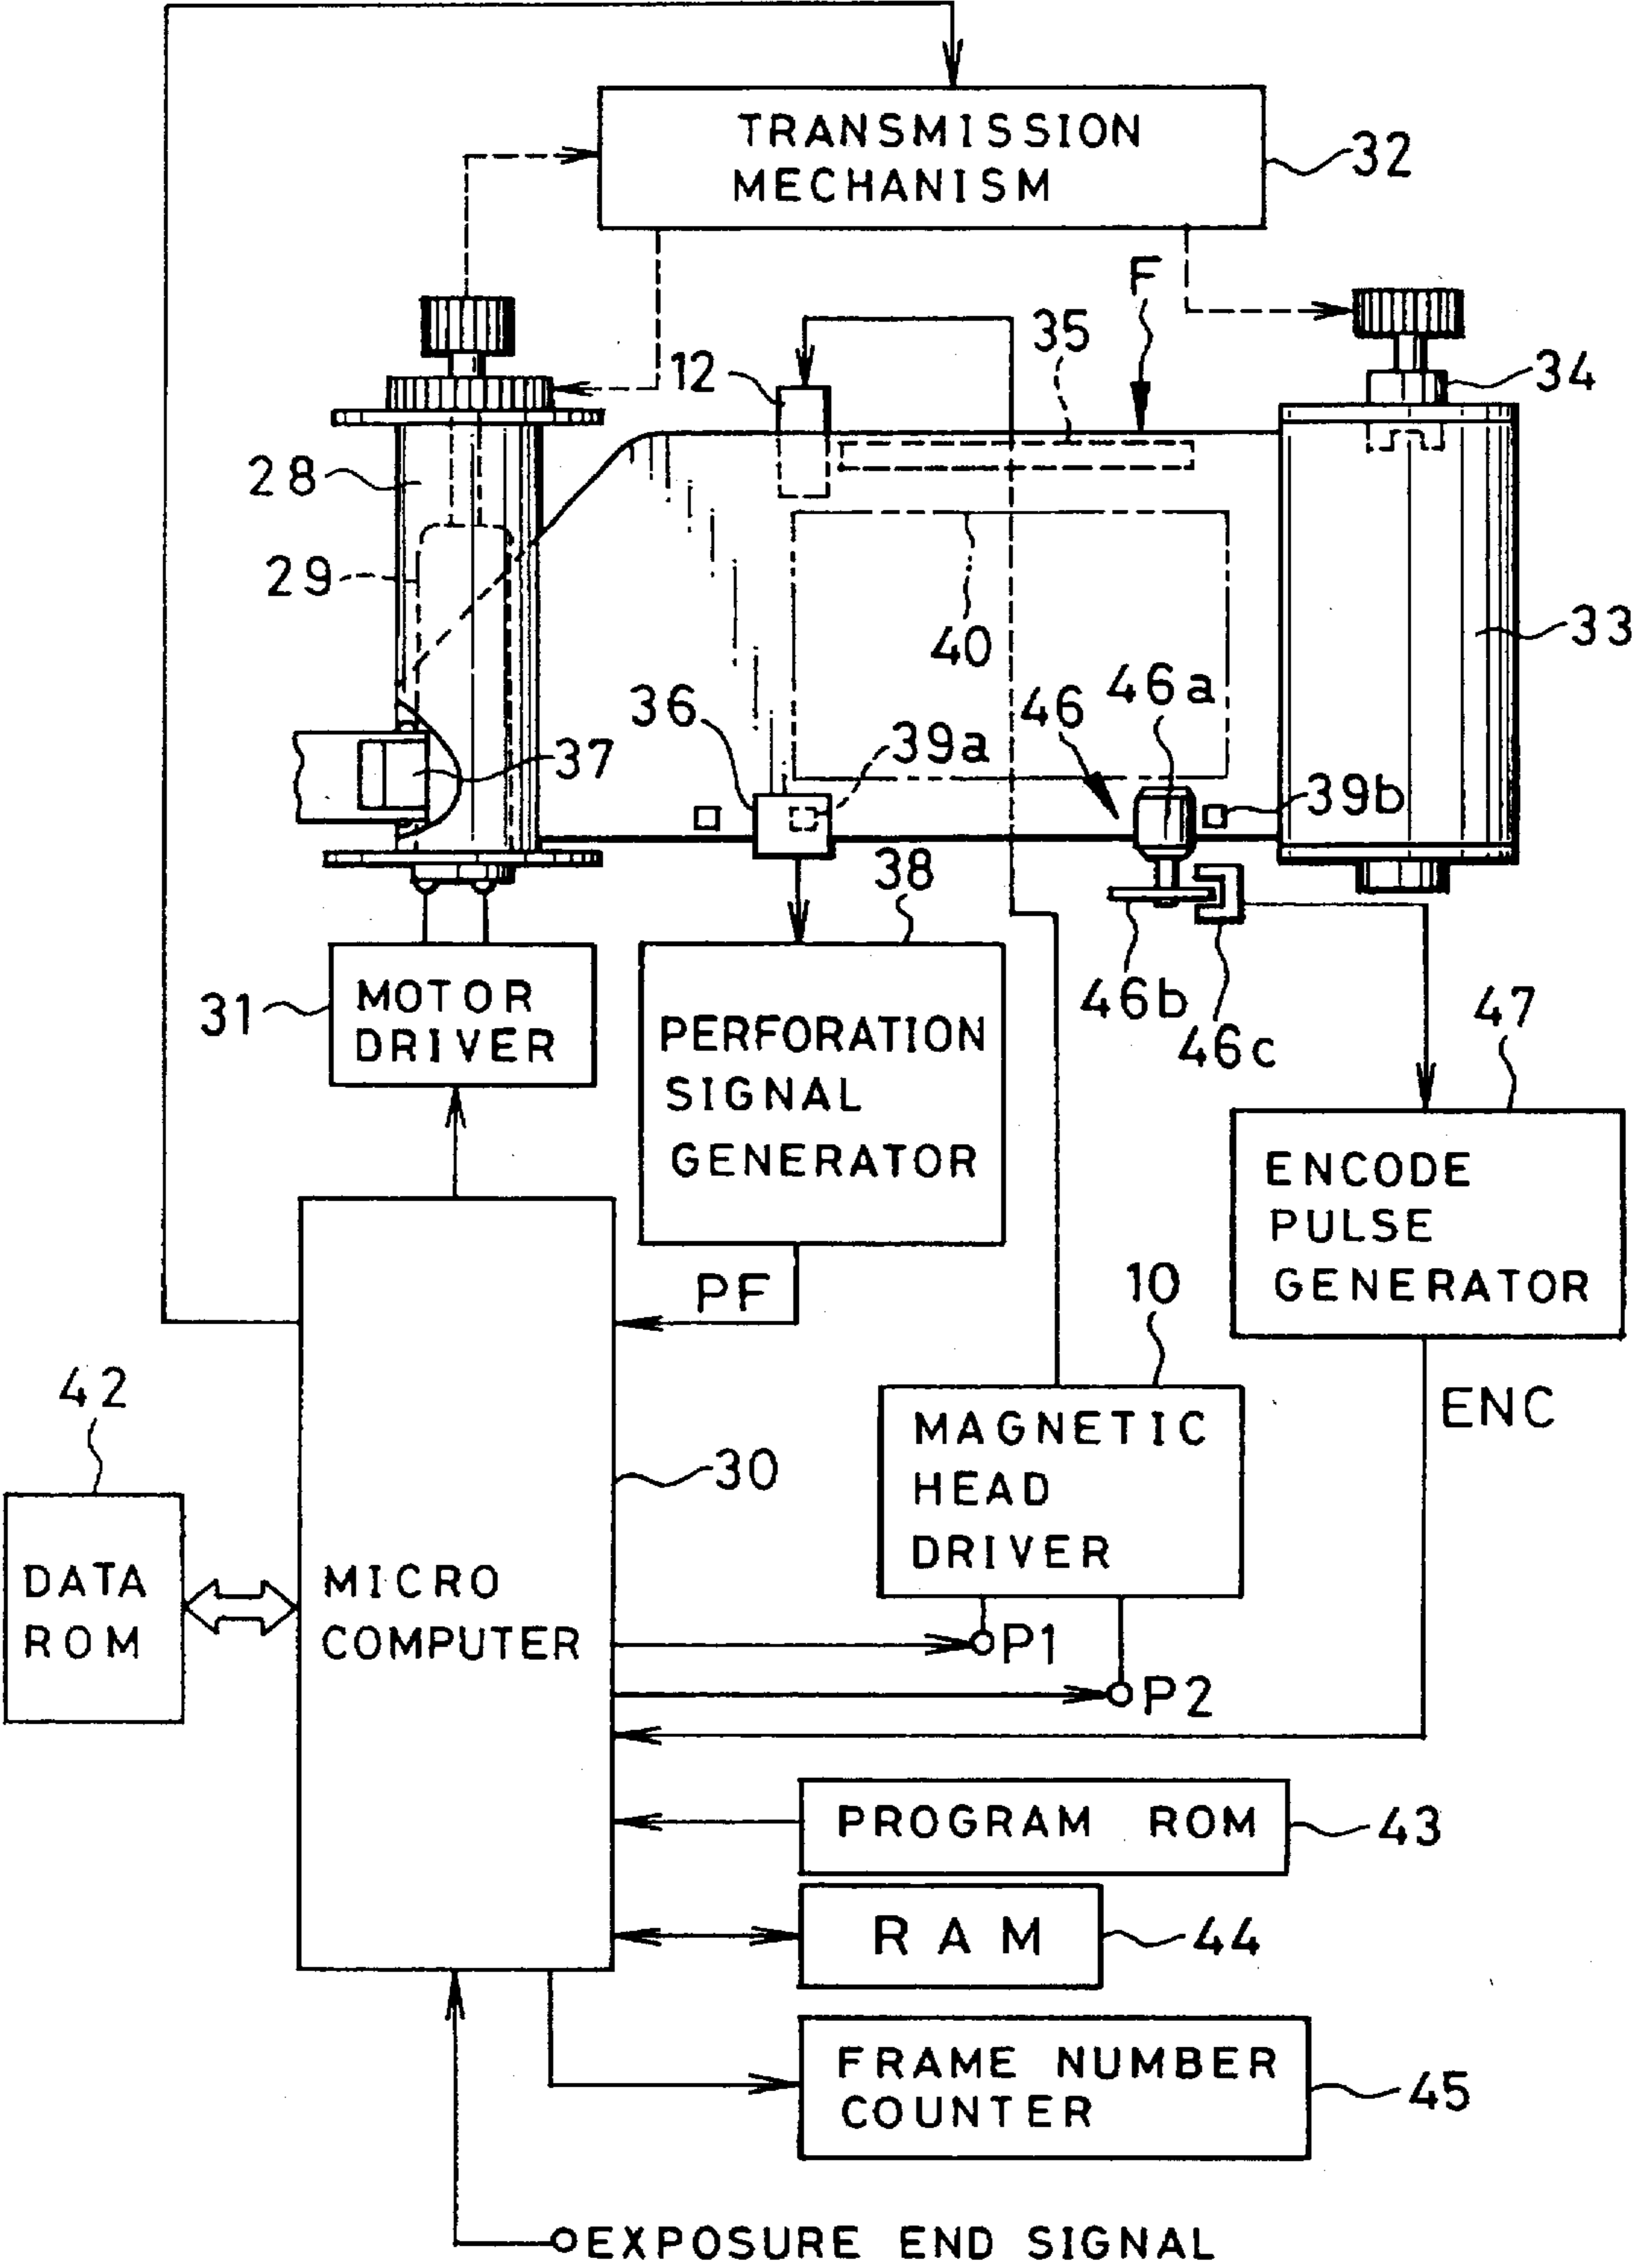 TRANSMISSION
MECHANISM
32
F
35
12
34
28
29
40
33
46a
46
36
39a
37
39b
38
46b
46c
47
31
MOTOR
DRIVER
PERFORATION
SIGNAL
GENERATOR
ENCODE
PULSE
GENERATOR
PF
10
42
ENC
MAGNETIC
HEAD
DRIVER
30
DATA
ROM
MICRO
COMPUTER
P1
P2
PROGRAM ROM
43
RAM
44
FRAME NUMBER
COUNTER
45
EXPOSURE END SIGNAL